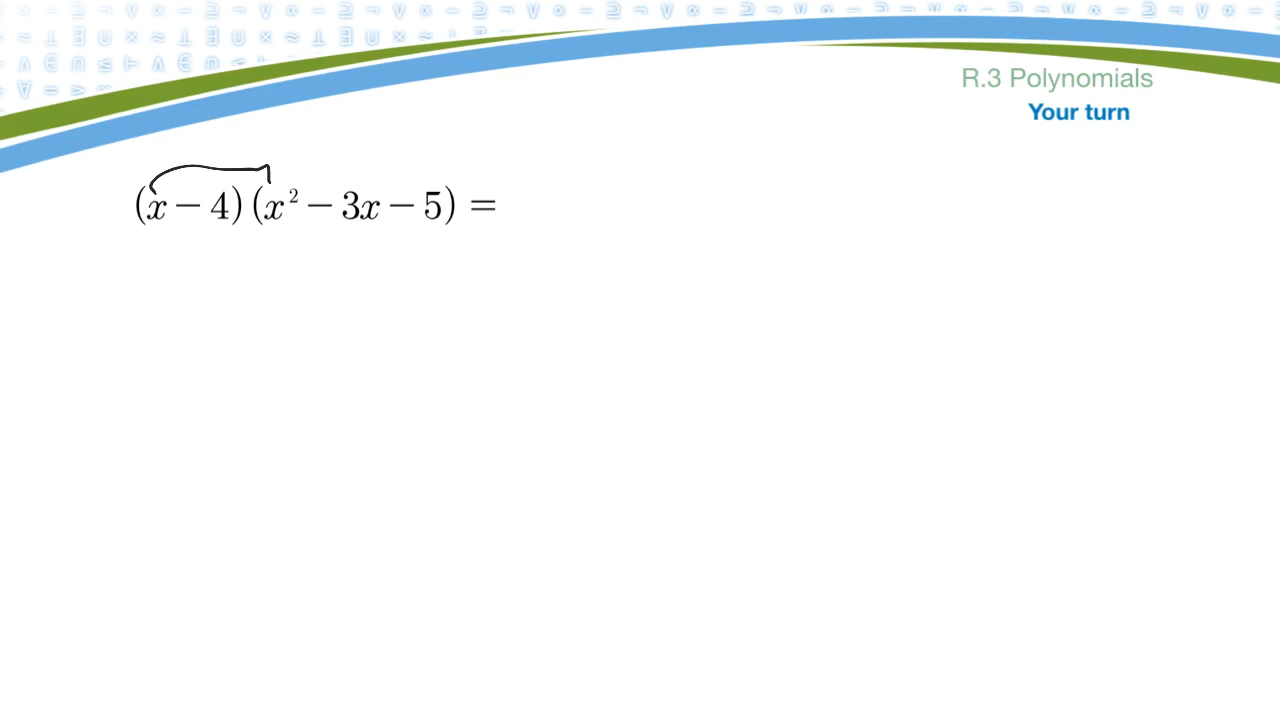 R.3 Polynomials
Your turn
(x − 4)(x² − 3x − 5) =